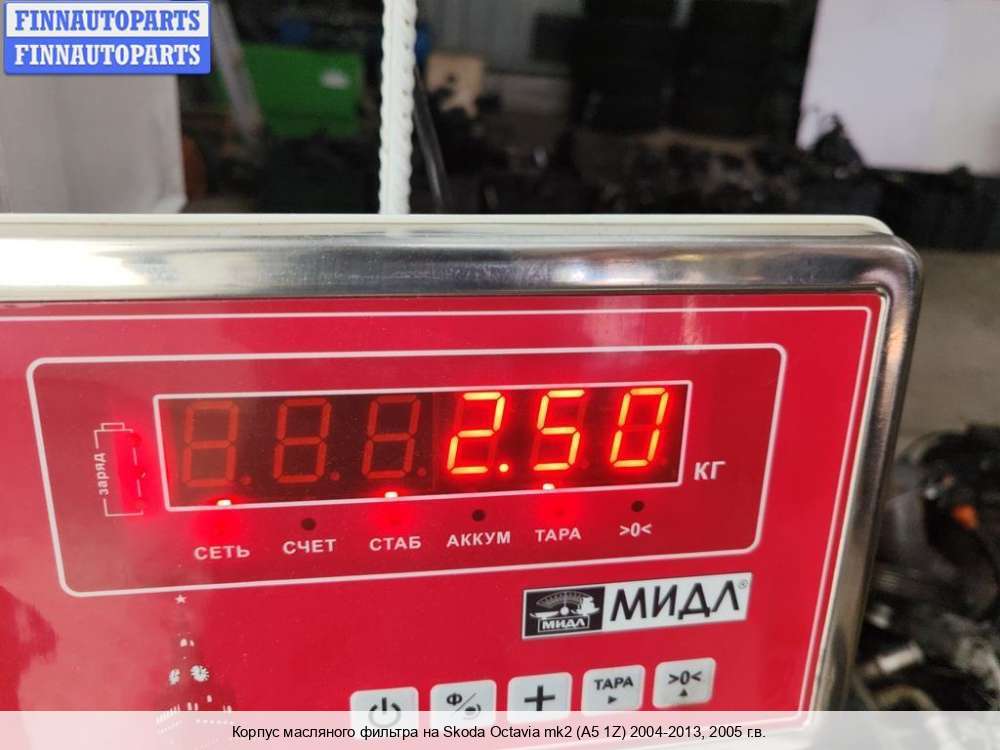 FINNAUTOPARTS
FINNAUTOPARTS
2.50
КГ
заряд
СЕТЬ СЧЕТ СТАБ АККУМ ТАРА >0<
МИДЛ МИДЛ®
Ф ТАРА >0<
Корпус масляного фильтра на Skoda Octavia mk2 (A5 1Z) 2004-2013, 2005 г.в.